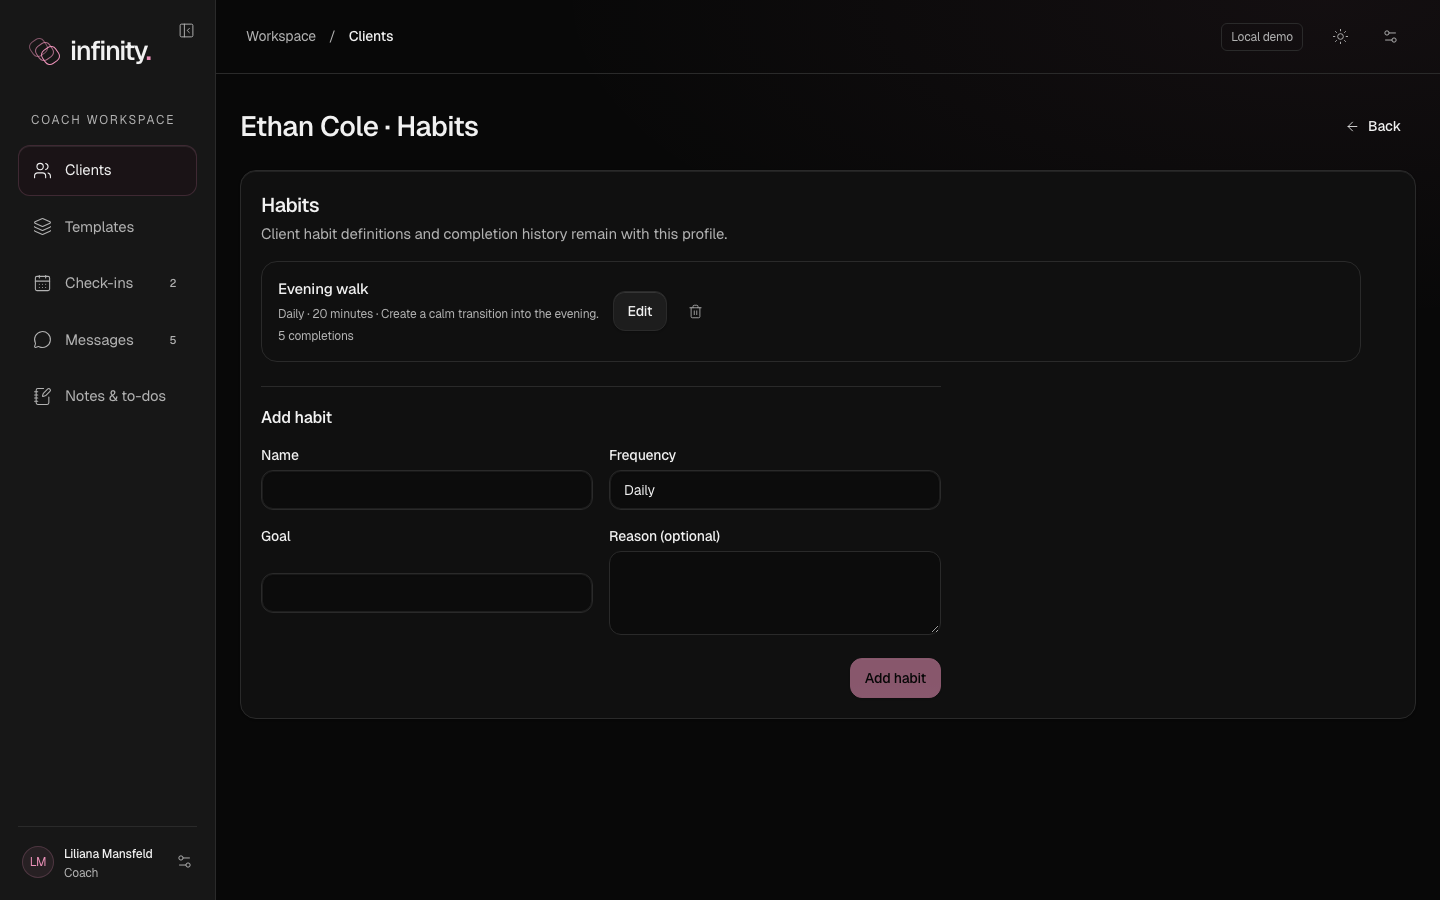 infinity.
COACH WORKSPACE
Clients
Templates
Check-ins 2
Messages 5
Notes & to-dos
LM
Liliana Mansfeld
Coach
Workspace / Clients
Local demo
Ethan Cole · Habits
Back
Habits
Client habit definitions and completion history remain with this profile.
Evening walk
Daily · 20 minutes · Create a calm transition into the evening.
5 completions
Edit
Add habit
Name
Frequency
Daily
Goal
Reason (optional)
Add habit